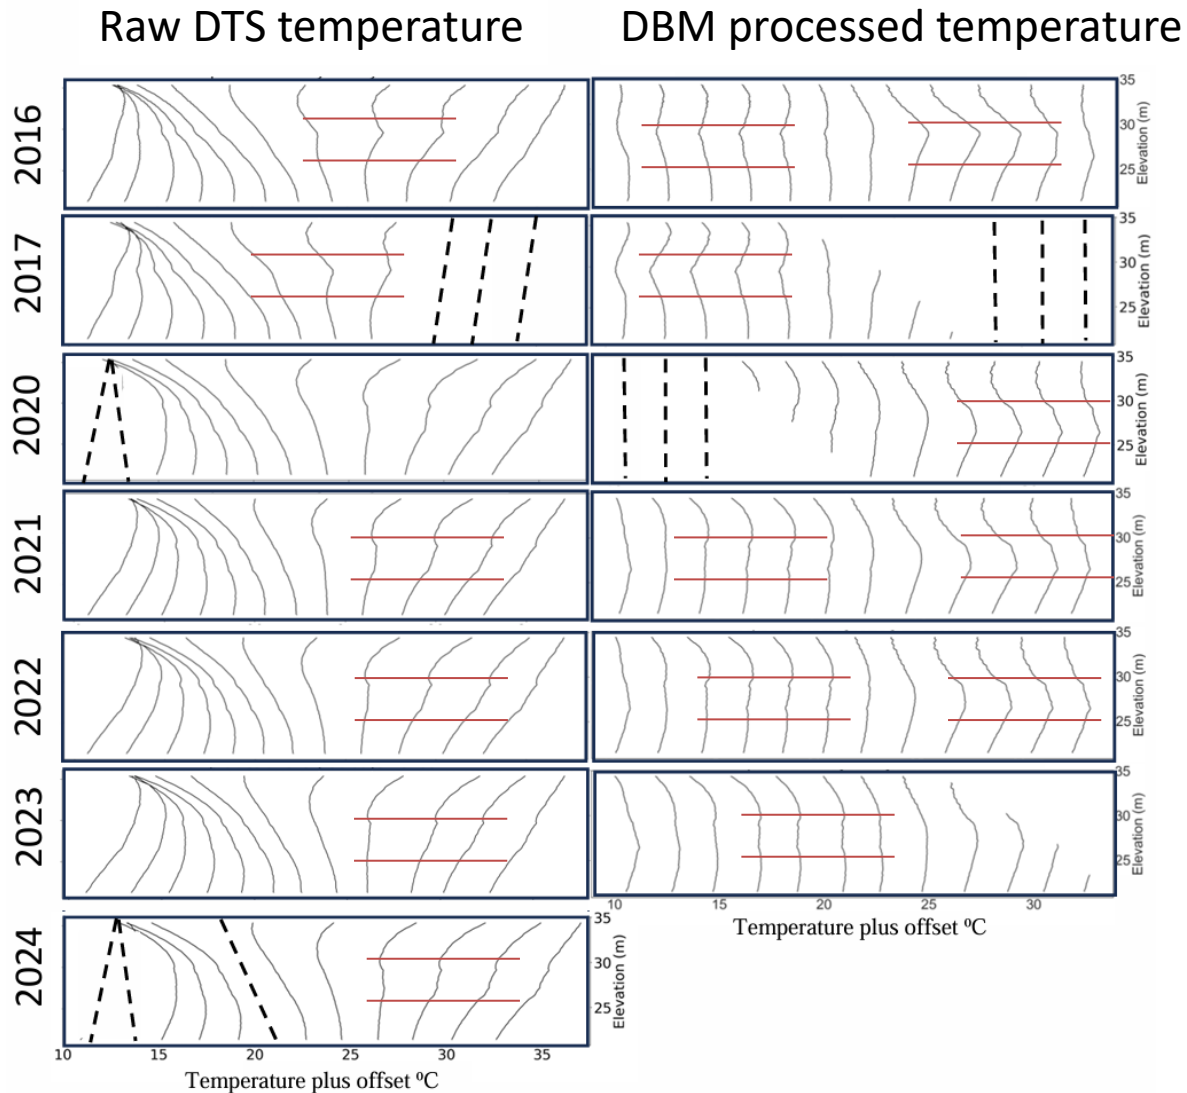 Raw DTS temperature DBM processed temperature
2016
35
30
25
Elevation (m)
2017
35
30
25
Elevation (m)
2020
35
30
25
Elevation (m)
2021
35
30
25
Elevation (m)
2022
35
30
25
Elevation (m)
2023
35
30
25
Elevation (m)
10 15 20 25 30
Temperature plus offset ⁰C
2024
35
30
25
Elevation (m)
10 15 20 25 30 35
Temperature plus offset ⁰C